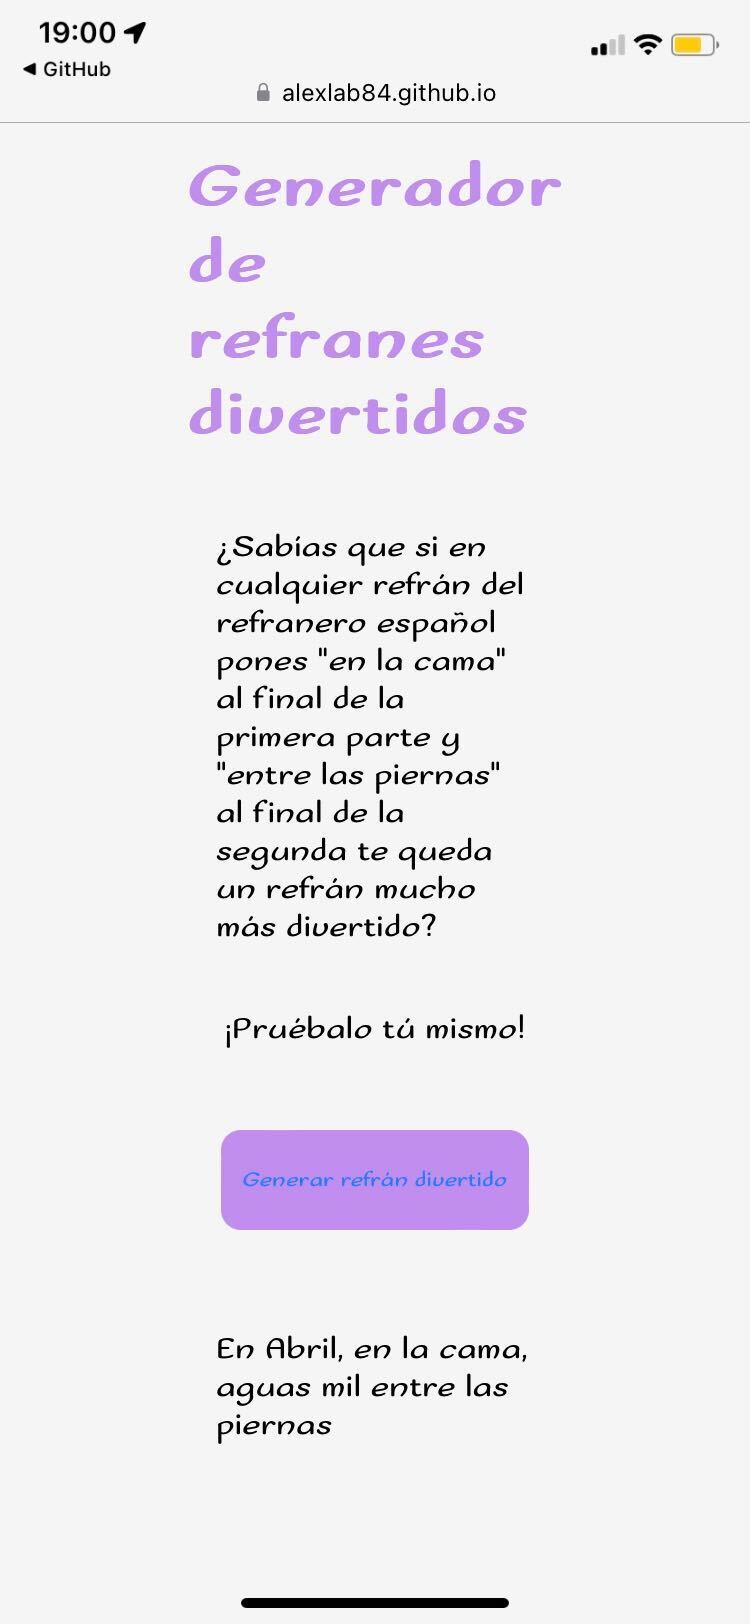 19:00
◀ GitHub
alexlab84.github.io
Generador
de
refranes
divertidos
¿Sabías que si en
cualquier refrán del
refranero español
pones "en la cama"
al final de la
primera parte y
"entre las piernas"
al final de la
segunda te queda
un refrán mucho
más divertido?
¡Pruébalo tú mismo!
Generar refrán divertido
En Abril, en la cama,
aguas mil entre las
piernas